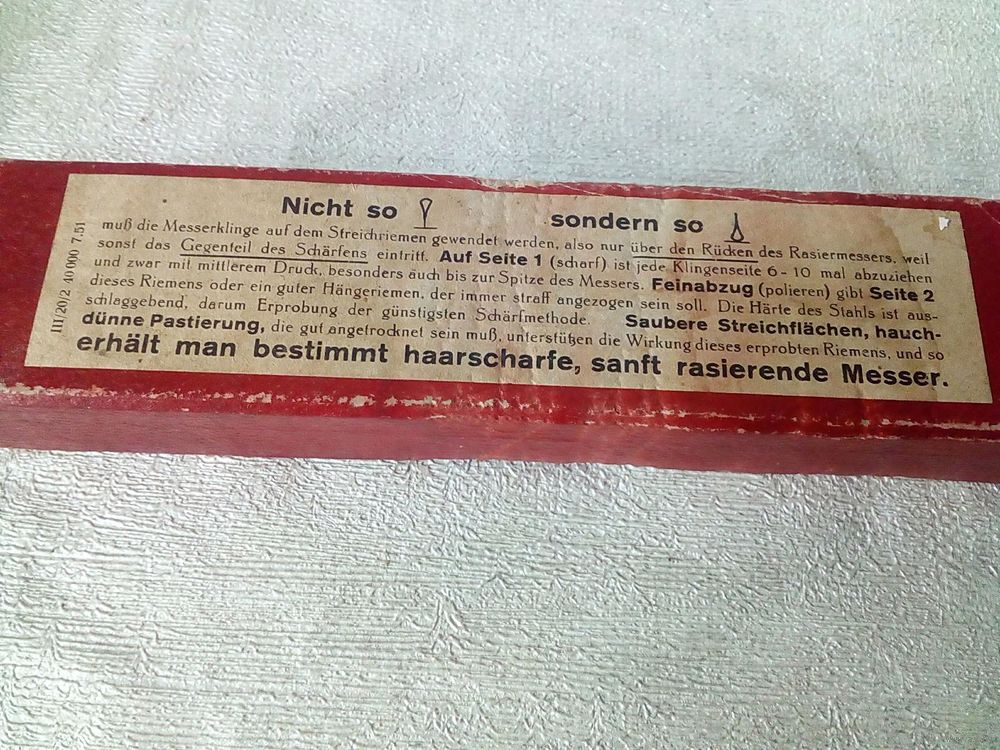 Nicht so sondern so
muß die Messerklinge auf dem Streichriemen gewendet werden, also nur über den Rücken des Rasiermessers, weil
sonst das Gegenteil des Schärfens eintritt. Auf Seite 1 (scharf) ist jede Klingenseite 6 - 10 mal abzuziehen
und zwar mit mittlerem Druck, besonders auch bis zur Spitze des Messers. Feinabzug (polieren) gibt Seite 2
dieses Riemens oder ein guter Hängeriemen, der immer straff angezogen sein soll. Die Härte des Stahls ist aus-
schlaggebend, darum Erprobung der günstigsten Schärfmethode. Saubere Streichflächen, hauch-
dünne Pastierung, die gut angetrocknet sein muß, unterstützen die Wirkung dieses erprobten Riemens, und so
erhält man bestimmt haarscharfe, sanft rasierende Messer.
III/20/2 40 000 7.51